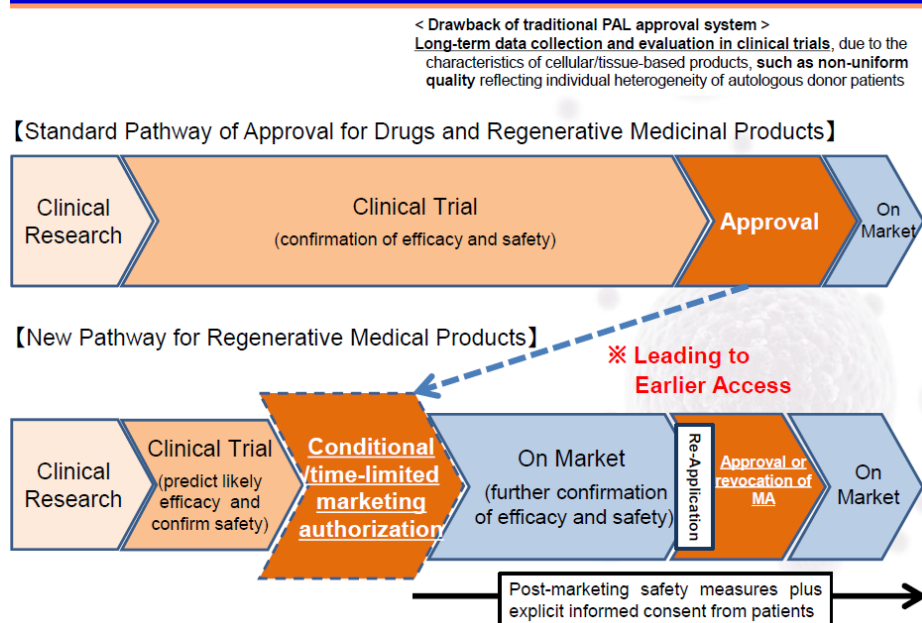 < Drawback of traditional PAL approval system >
Long-term data collection and evaluation in clinical trials, due to the
characteristics of cellular/tissue-based products, such as non-uniform
quality reflecting individual heterogeneity of autologous donor patients
【Standard Pathway of Approval for Drugs and Regenerative Medicinal Products】
Clinical
Research
Clinical Trial
(confirmation of efficacy and safety)
Approval
On
Market
【New Pathway for Regenerative Medical Products】
※ Leading to
Earlier Access
Clinical
Research
Clinical Trial
(predict likely
efficacy and
confirm safety)
Conditional
/time-limited
marketing
authorization
On Market
(further confirmation
of efficacy and safety)
Re-Application
Approval or
revocation of
MA
On
Market
Post-marketing safety measures plus
explicit informed consent from patients